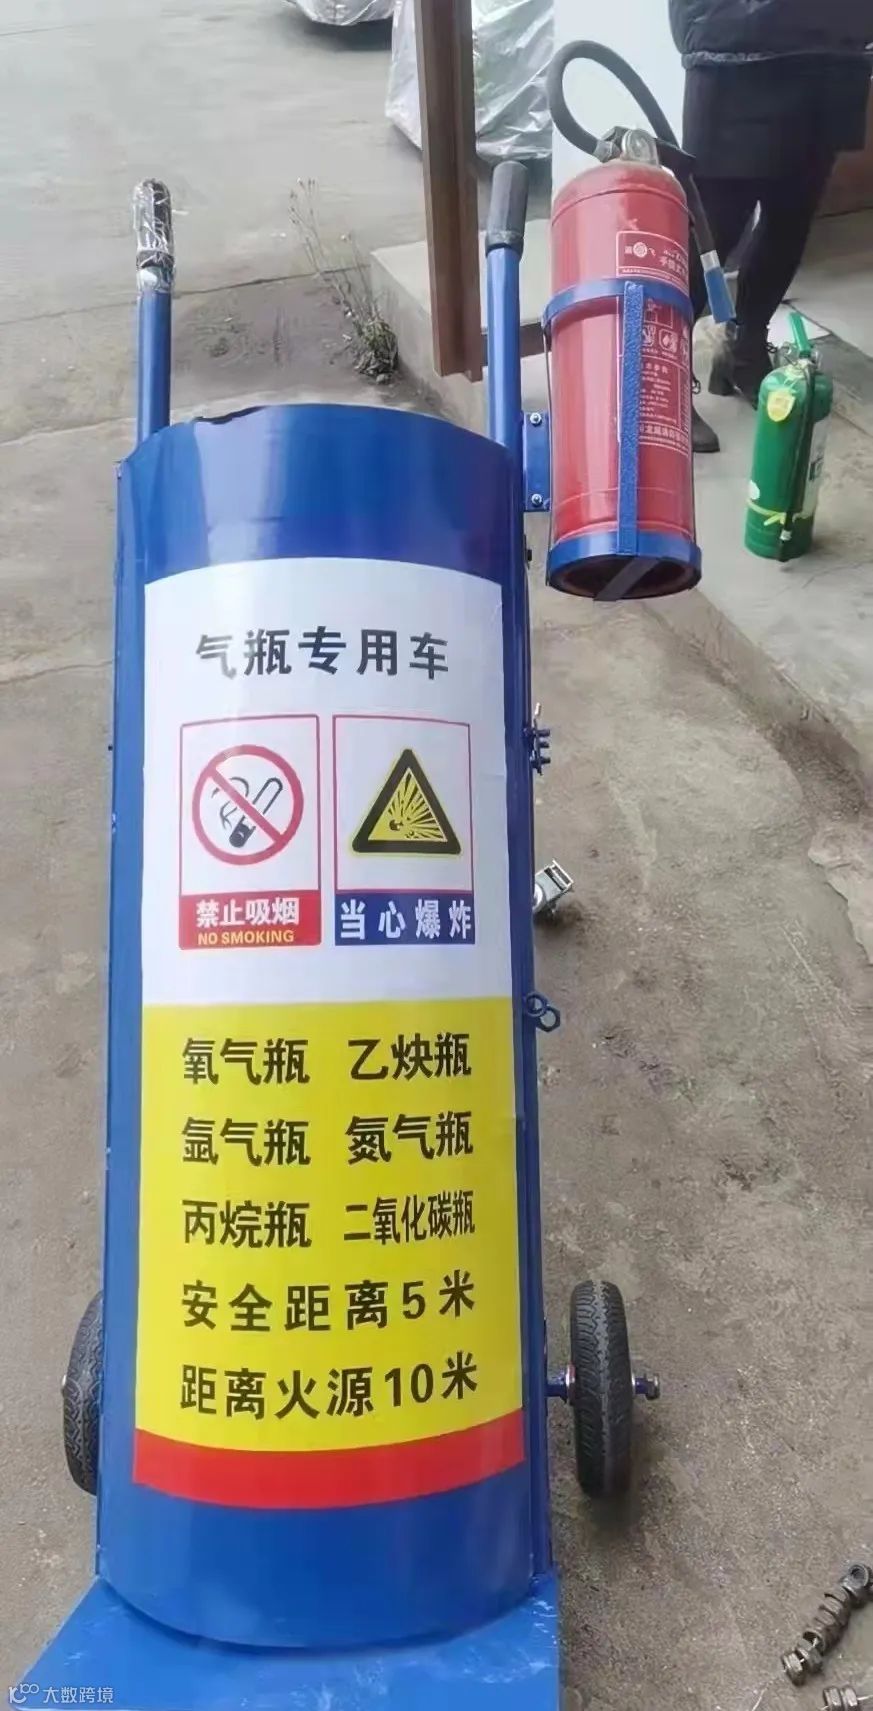 气瓶专用车
禁止吸烟
NO SMOKING
当心爆炸
氧气瓶 乙炔瓶
氩气瓶 氮气瓶
丙烷瓶 二氧化碳瓶
安全距离5米
距离火源10米
大数跨境